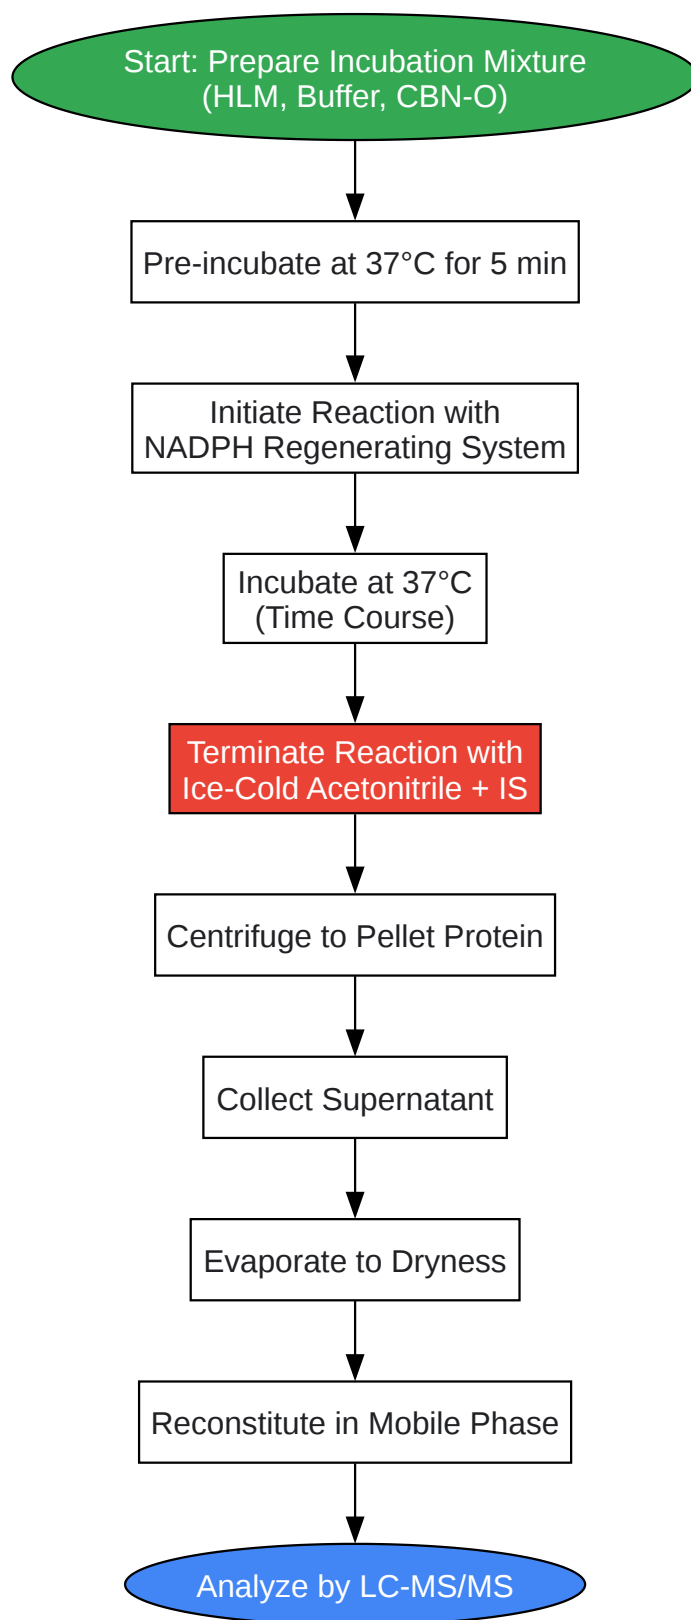 Start: Prepare Incubation Mixture
(HLM, Buffer, CBN-O)
Pre-incubate at 37°C for 5 min
Initiate Reaction with
NADPH Regenerating System
Incubate at 37°C
(Time Course)
Terminate Reaction with
Ice-Cold Acetonitrile + IS
Centrifuge to Pellet Protein
Collect Supernatant
Evaporate to Dryness
Reconstitute in Mobile Phase
Analyze by LC-MS/MS